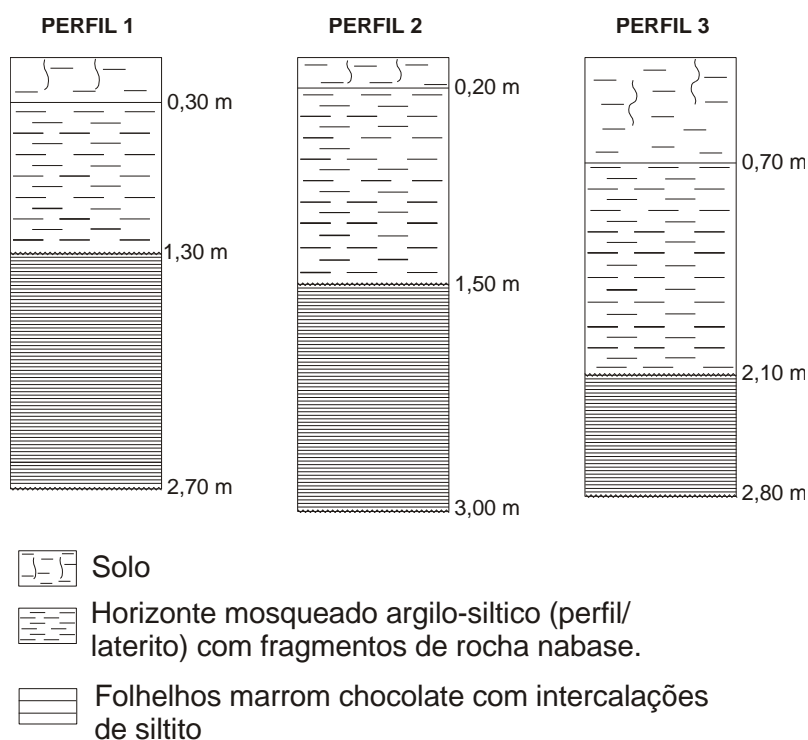 PERFIL 1
PERFIL 2
PERFIL 3
0,30 m
1,30 m
2,70 m
0,20 m
1,50 m
3,00 m
0,70 m
2,10 m
2,80 m
Solo
Horizonte mosqueado argilo-siltico (perfil/
laterito) com fragmentos de rocha nabase.
Folhelhos marrom chocolate com intercalações
de siltito